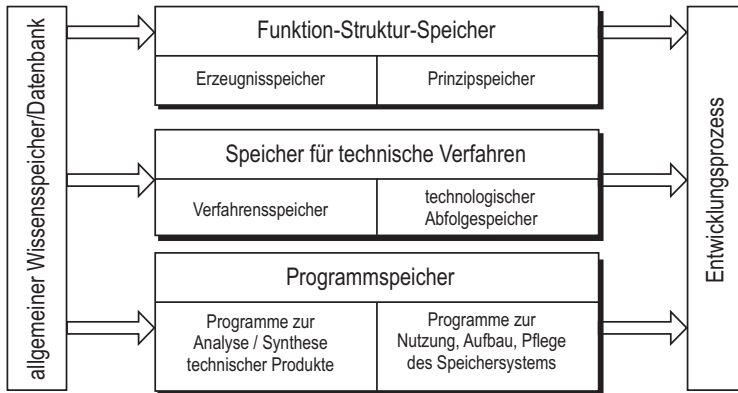 allgemeiner Wissensspeicher/Datenbank
Funktion-Struktur-Speicher
Erzeugnisspeicher
Prinzipspeicher
Speicher für technische Verfahren
Verfahrensspeicher
technologischer
Abfolgespeicher
Programmspeicher
Programme zur
Analyse / Synthese
technischer Produkte
Programme zur
Nutzung, Aufbau, Pflege
des Speichersystems
Entwicklungsprozess